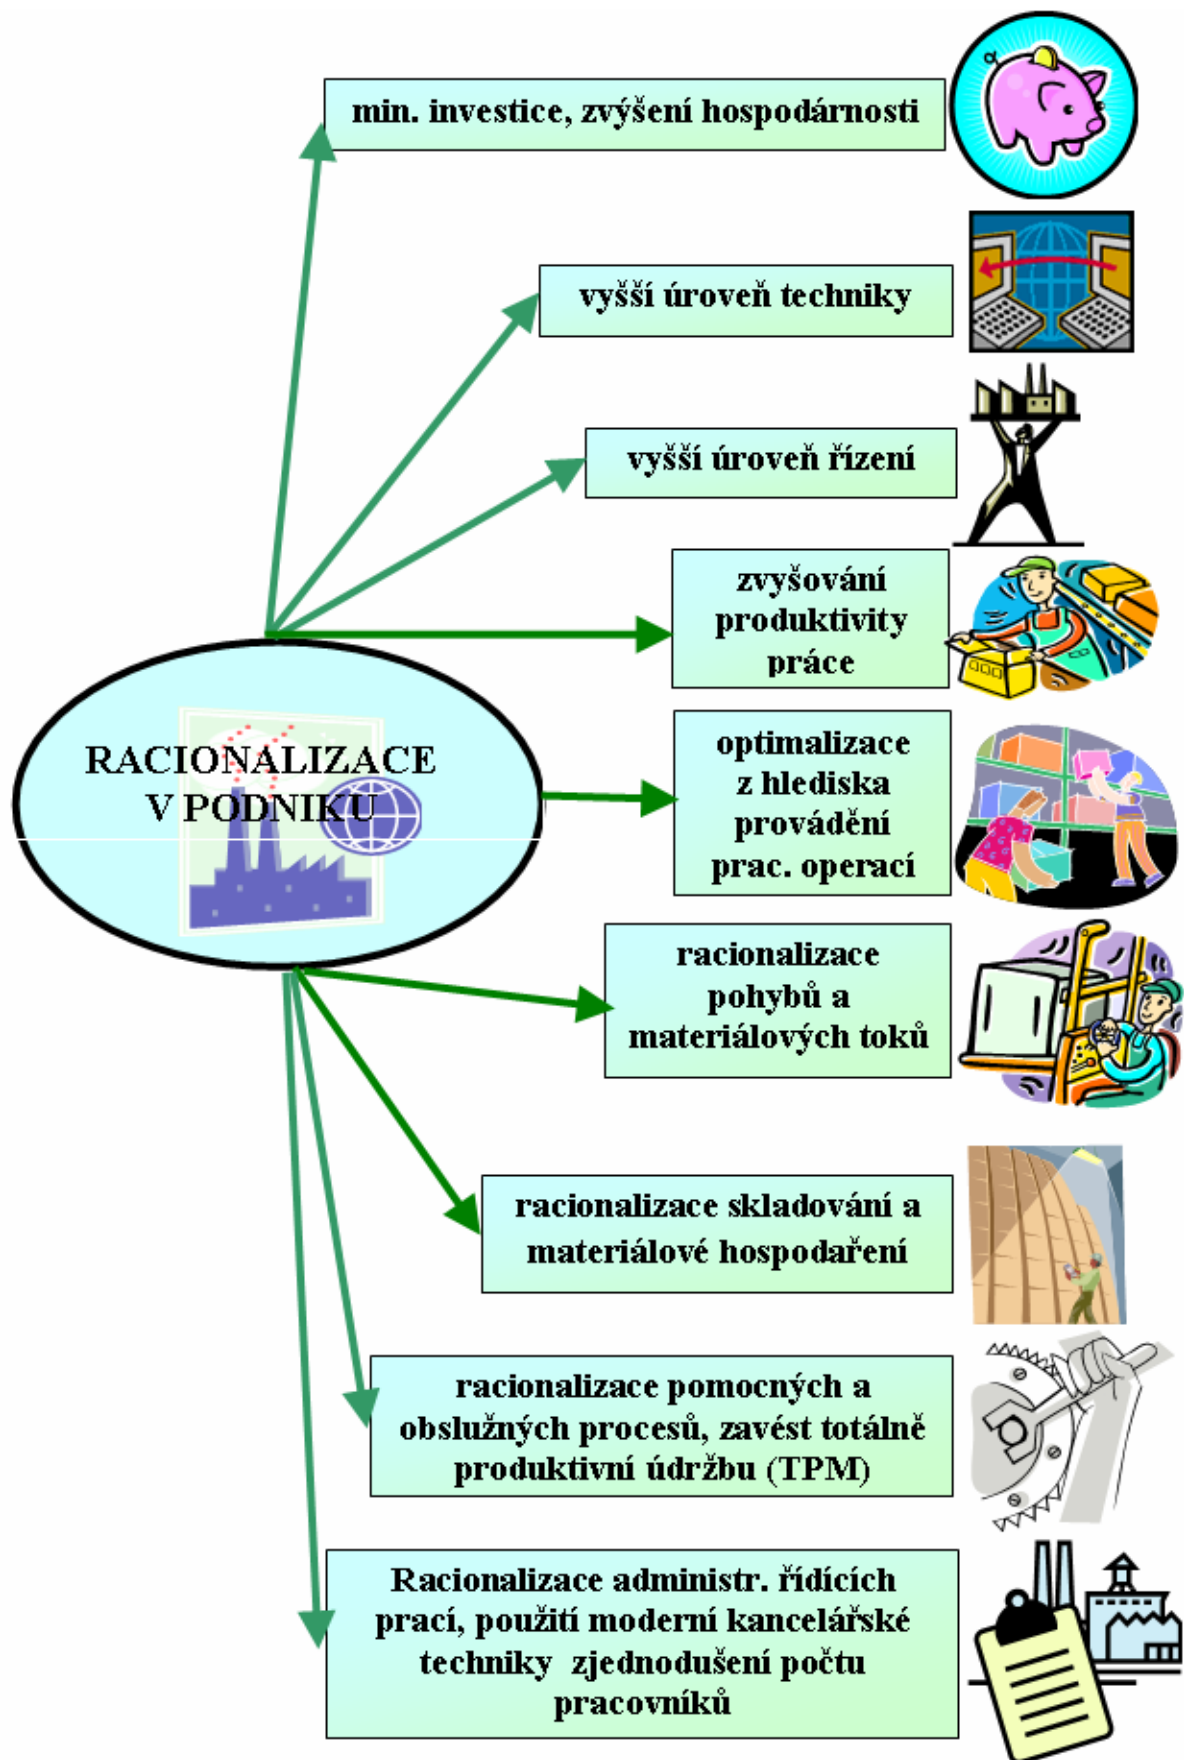 min. investice, zvýšení hospodárnosti
vyšší úroveň techniky
vyšší úroveň řízení
zvyšování
produktivity
práce
RACIONALIZACE
V PODNIKU
optimalizace
z hlediska
provádění
prac. operací
racionalizace
pohybů a
materiálových toků
racionalizace skladování a
materiálové hospodaření
racionalizace pomocných a
obslužných procesů, zavést totálně
produktivní údržbu (TPM)
Racionalizace administr. řídících
prací, použití moderní kancelářské
techniky zjednodušení počtu
pracovníků